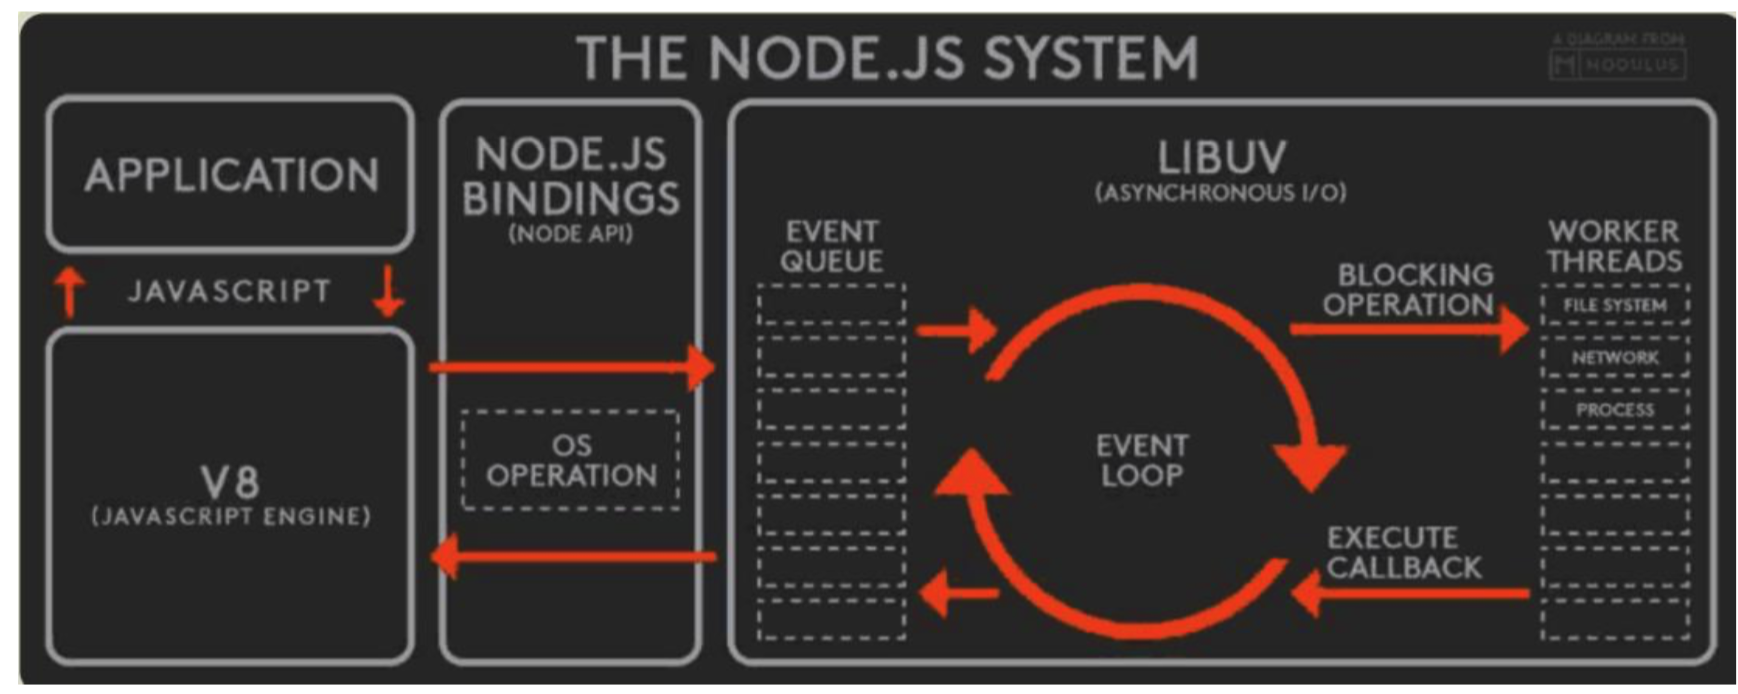 THE NODE.JS SYSTEM
A DIAGRAM FROM
MODULUS
APPLICATION
JAVASCRIPT
V8
(JAVASCRIPT ENGINE)
NODE.JS
BINDINGS
(NODE API)
OS
OPERATION
LIBUV
(ASYNCHRONOUS I/O)
EVENT
QUEUE
EVENT
LOOP
BLOCKING
OPERATION
EXECUTE
CALLBACK
WORKER
THREADS
FILE SYSTEM
NETWORK
PROCESS